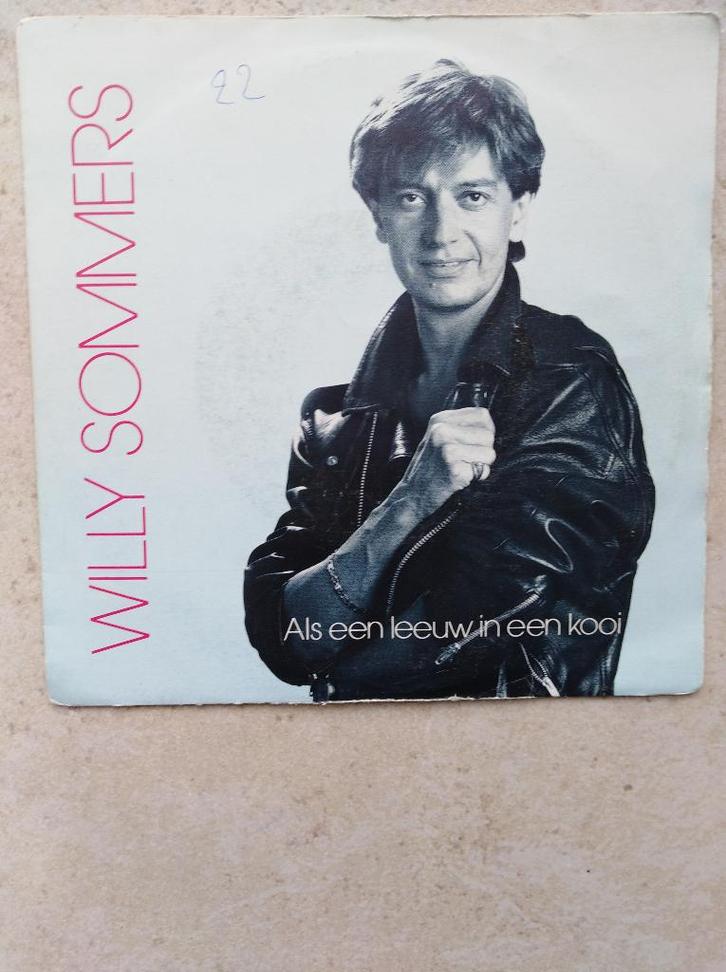 22
WILLY SOMMERS
Als een leeuw in een kooi